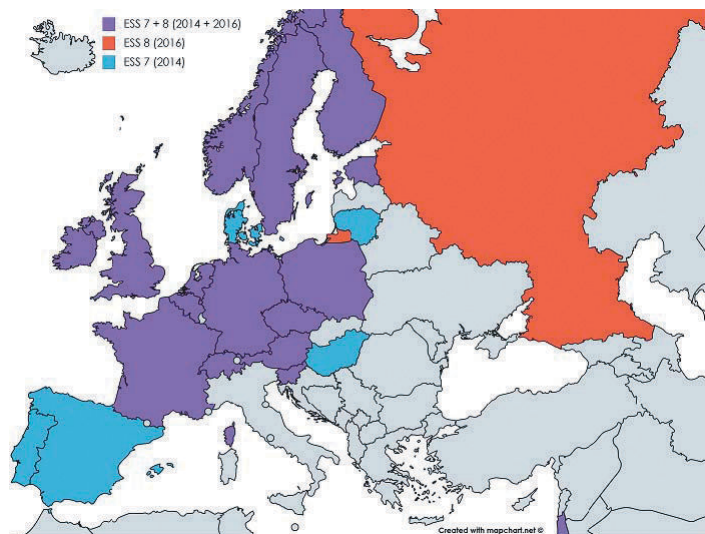 ESS 7 + 8 (2014 + 2016)
ESS 8 (2016)
ESS 7 (2014)
Created with mapchart.net ©